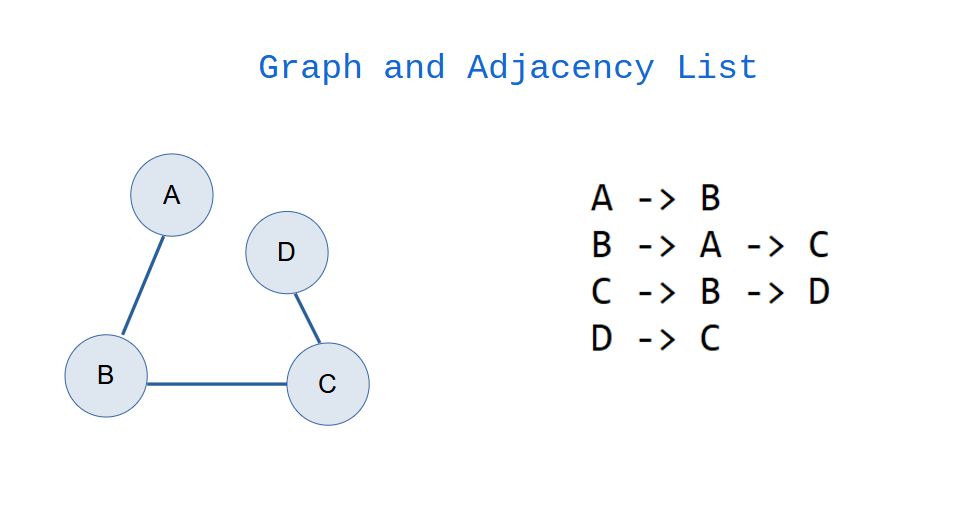 Graph and Adjacency List
A
D
B
C
A -> B
B -> A -> C
C -> B -> D
D -> C